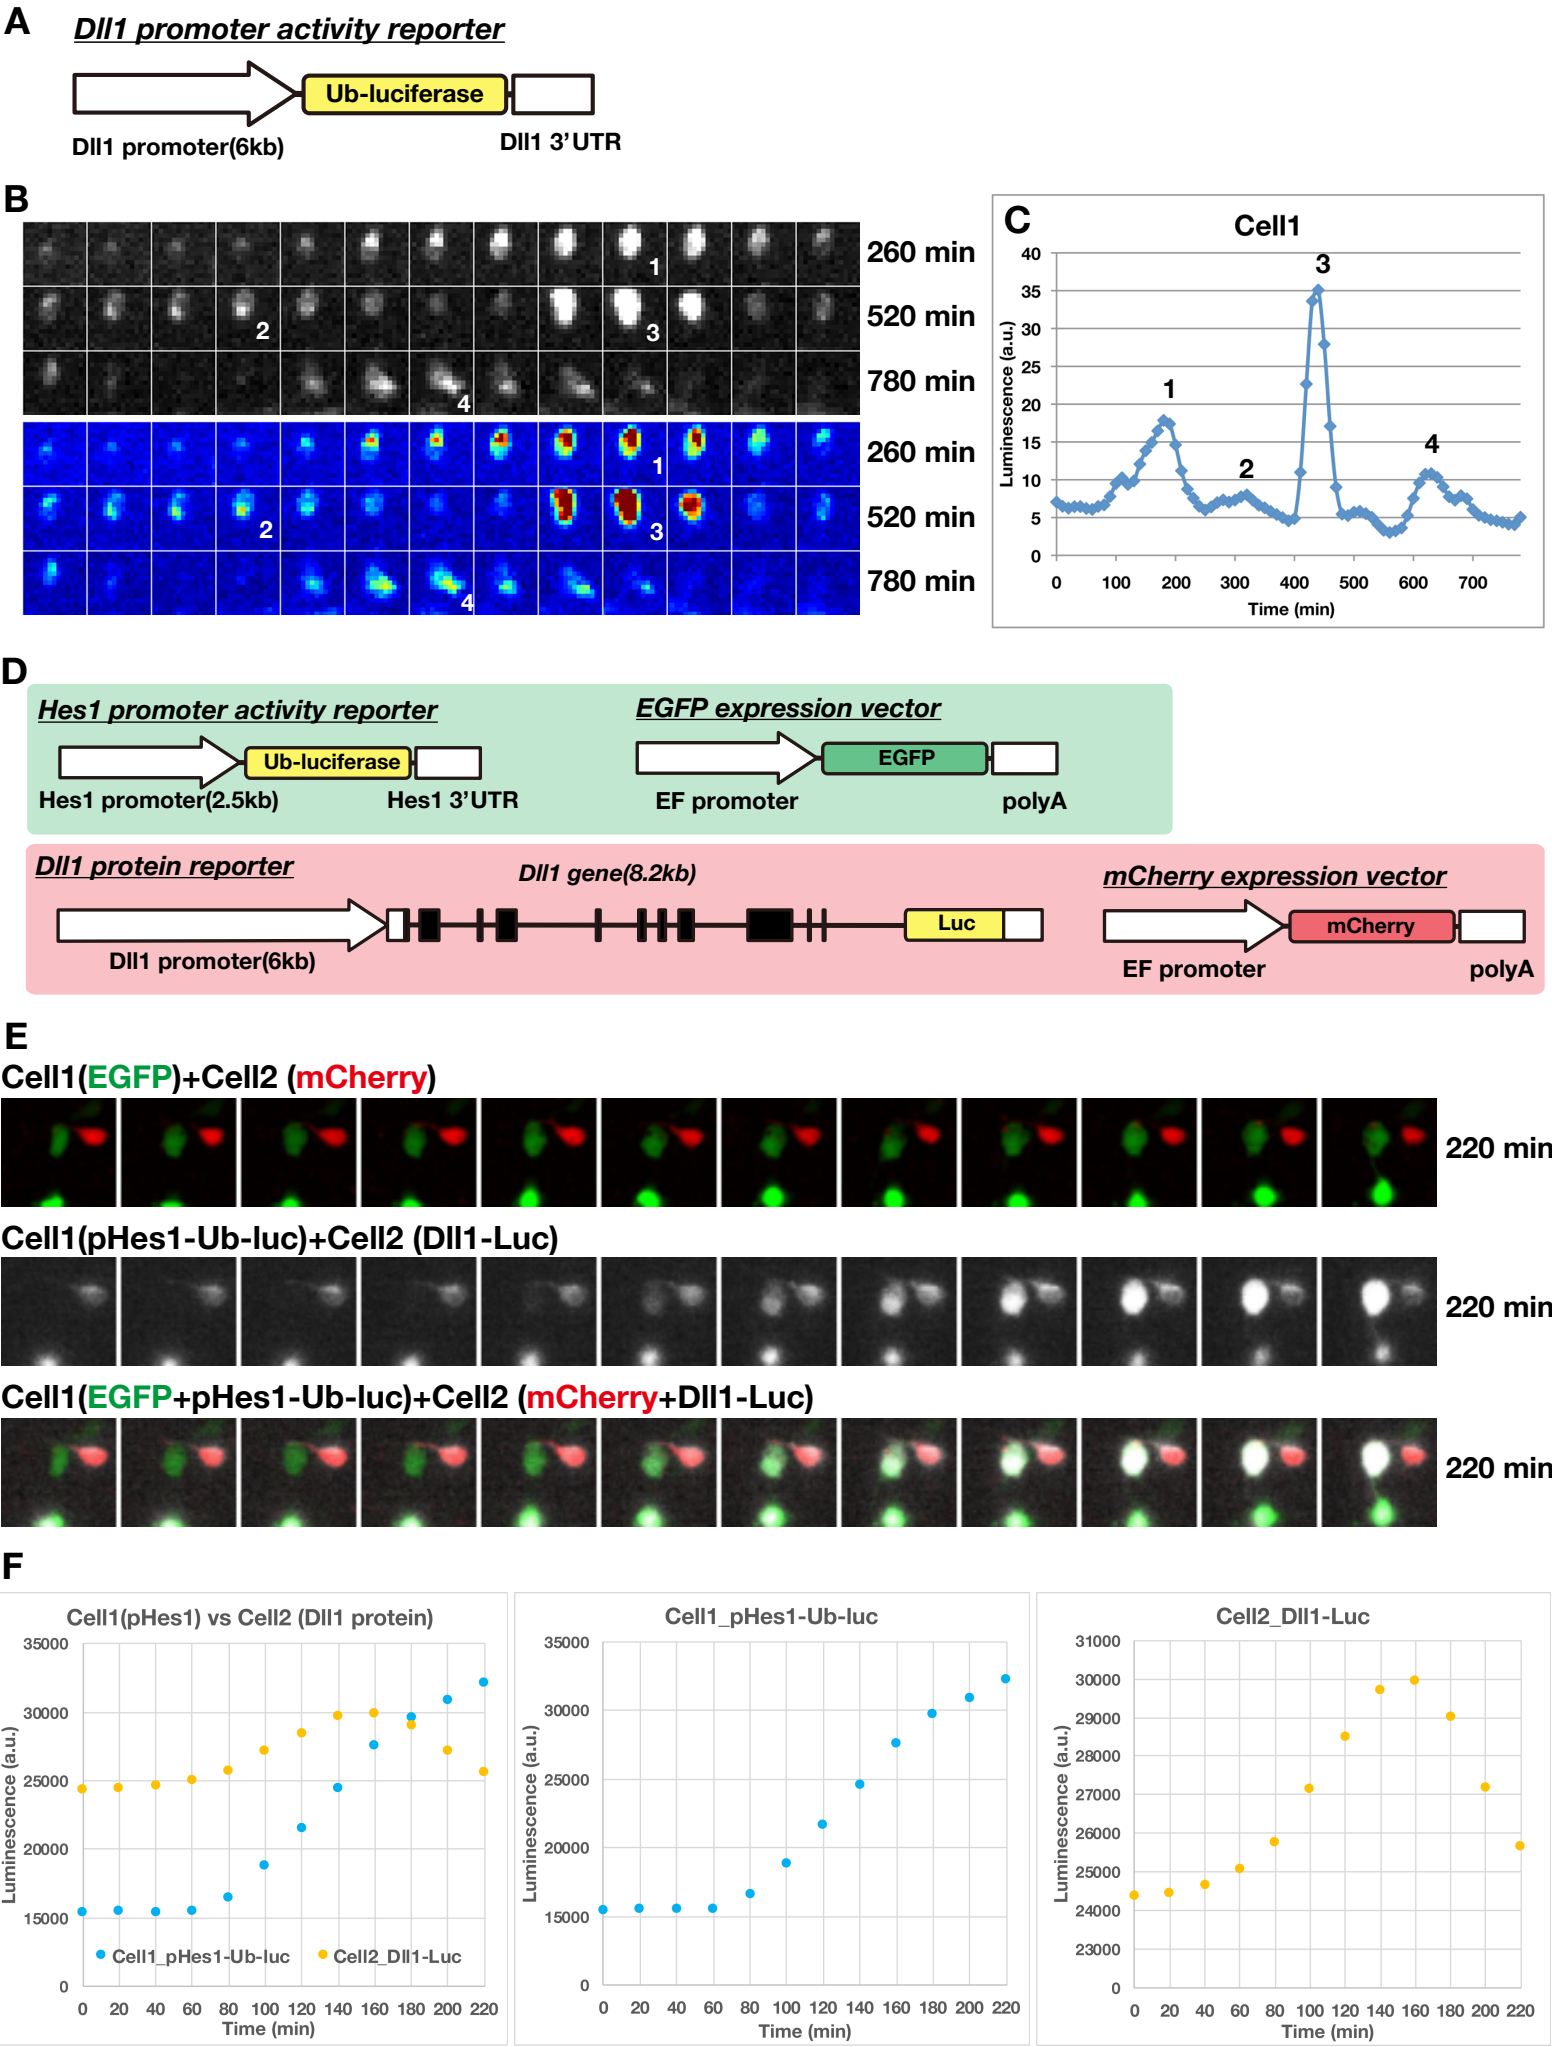 A
Dll1 promoter activity reporter
Ub-luciferase
Dll1 promoter(6kb)
Dll1 3’UTR
B
260 min
1
520 min
2
3
780 min
4
260 min
1
520 min
2
3
780 min
4
C
Cell1
Luminescence (a.u.)
40
35
30
25
20
15
10
5
0
1
2
3
4
0 100 200 300 400 500 600 700
Time (min)
D
Hes1 promoter activity reporter
Ub-luciferase
Hes1 promoter(2.5kb)
Hes1 3’UTR
EGFP expression vector
EGFP
EF promoter
polyA
Dll1 protein reporter
Dll1 gene(8.2kb)
Luc
Dll1 promoter(6kb)
mCherry expression vector
mCherry
EF promoter
polyA
E
Cell1(EGFP)+Cell2 (mCherry)
220 min
Cell1(pHes1-Ub-luc)+Cell2 (Dll1-Luc)
220 min
Cell1(EGFP+pHes1-Ub-luc)+Cell2 (mCherry+Dll1-Luc)
220 min
F
Cell1(pHes1) vs Cell2 (Dll1 protein)
Luminescence (a.u.)
35000
30000
25000
20000
15000
0
Cell1_pHes1-Ub-luc
Cell2_Dll1-Luc
0 20 40 60 80 100 120 140 160 180 200 220
Time (min)
Cell1_pHes1-Ub-luc
Luminescence (a.u.)
35000
30000
25000
20000
15000
0
0 20 40 60 80 100 120 140 160 180 200 220
Time (min)
Cell2_Dll1-Luc
Luminescence (a.u.)
31000
30000
29000
28000
27000
26000
25000
24000
23000
0
0 20 40 60 80 100 120 140 160 180 200 220
Time (min)